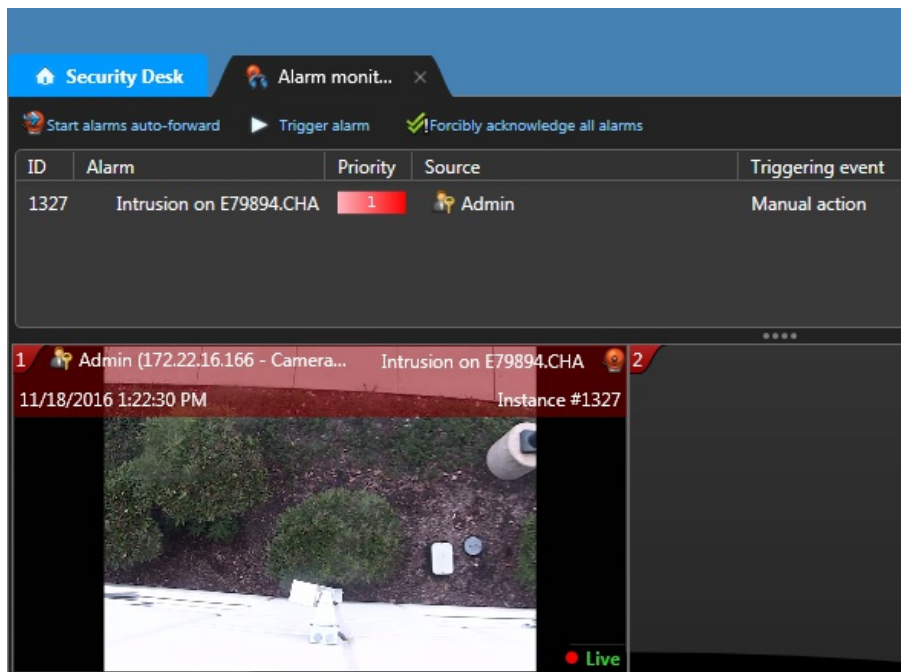 Security Desk
Alarm monit...
Start alarms auto-forward
Trigger alarm
Forcibly acknowledge all alarms
ID Alarm Priority Source Triggering event
1327 Intrusion on E79894.CHA 1 Admin Manual action
1 Admin (172.22.16.166 - Camera... Intrusion on E79894.CHA 2
11/18/2016 1:22:30 PM Instance #1327
Live